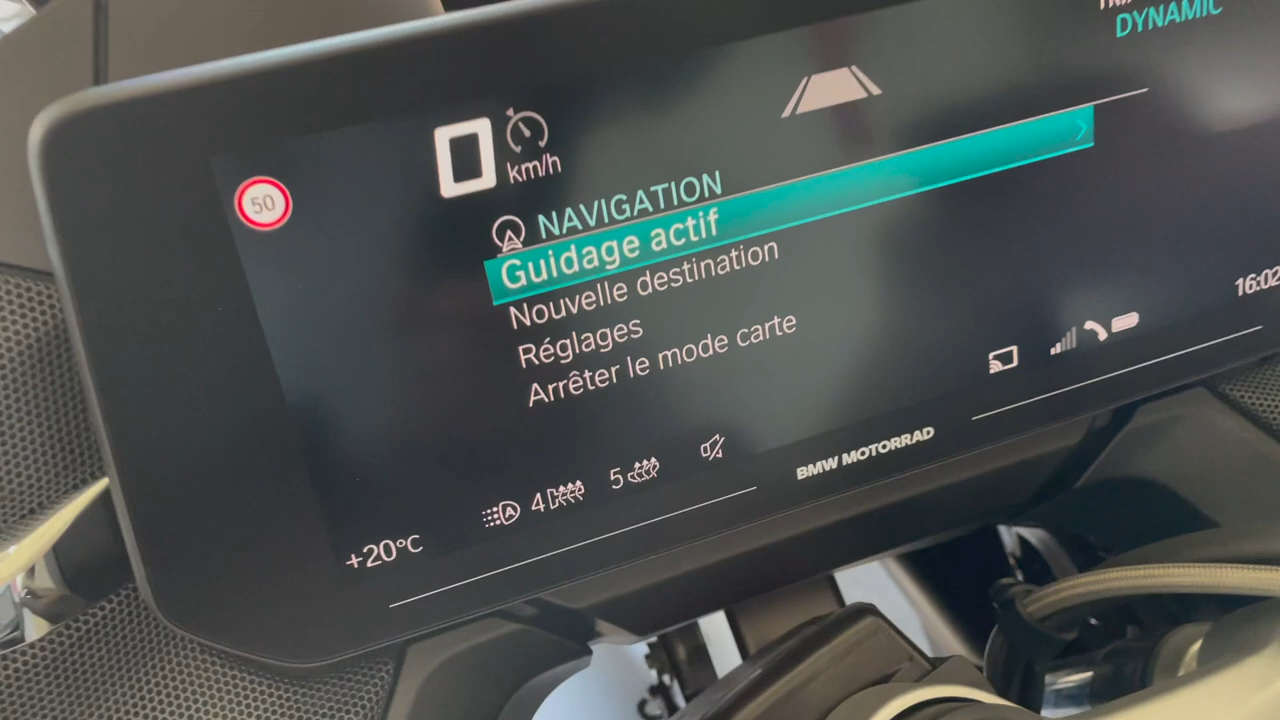 DYNAMIC
50
0
km/h
NAVIGATION
Guidage actif
Nouvelle destination
Réglages
Arrêter le mode carte
16:02
+20°C
A
4
5
BMW MOTORRAD